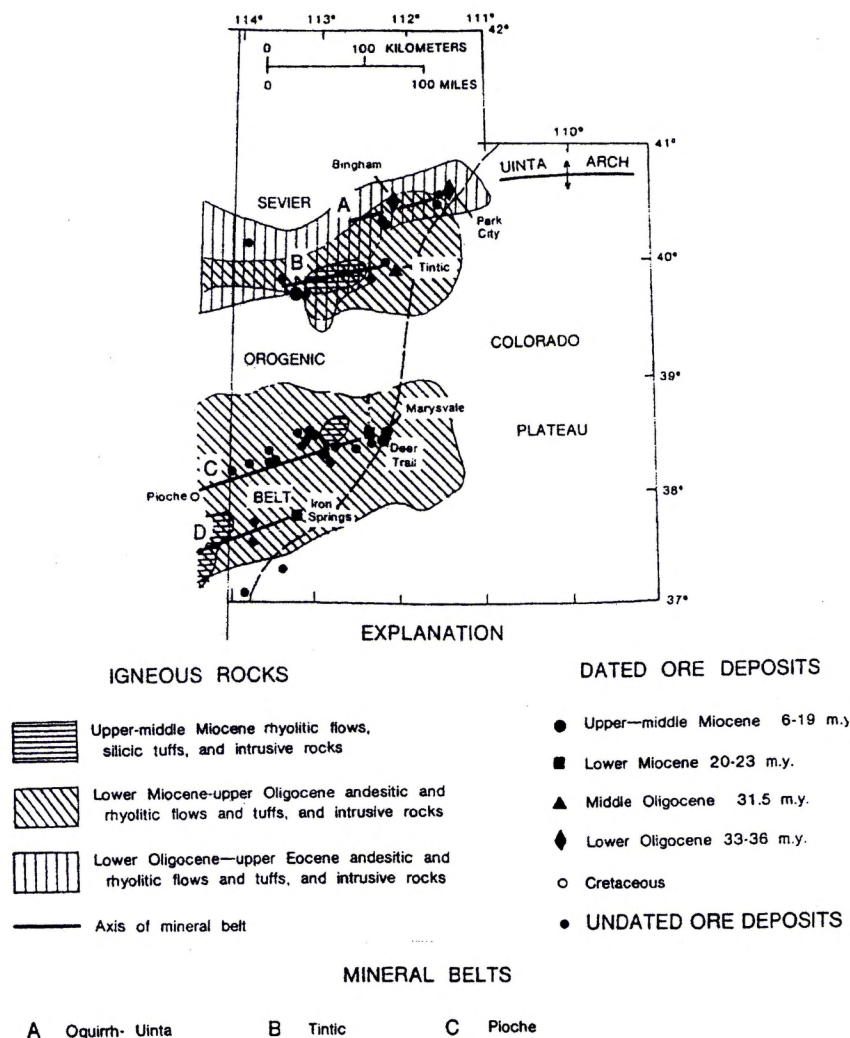 114° 113° 112° 111°
42°
0 100 KILOMETERS
0 100 MILES
110°
41°
Bingham
UINTA ARCH
SEVIER
A
Park
City
B
40°
Tintic
COLORADO
OROGENIC
39°
Marysvale
PLATEAU
Deer
Trail
C
Pioche
BELT
Iron
Springs
38°
D
37°
EXPLANATION
IGNEOUS ROCKS
Upper-middle Miocene rhyolitic flows,
silicic tuffs, and intrusive rocks
Lower Miocene-upper Oligocene andesitic and
rhyolitic flows and tuffs, and intrusive rocks
Lower Oligocene—upper Eocene andesitic and
rhyolitic flows and tuffs, and intrusive rocks
Axis of mineral belt
DATED ORE DEPOSITS
Upper—middle Miocene 6-19 m.y.
Lower Miocene 20-23 m.y.
Middle Oligocene 31.5 m.y.
Lower Oligocene 33-36 m.y.
Cretaceous
UNDATED ORE DEPOSITS
MINERAL BELTS
A Oquirrh- Uinta B Tintic C Pioche